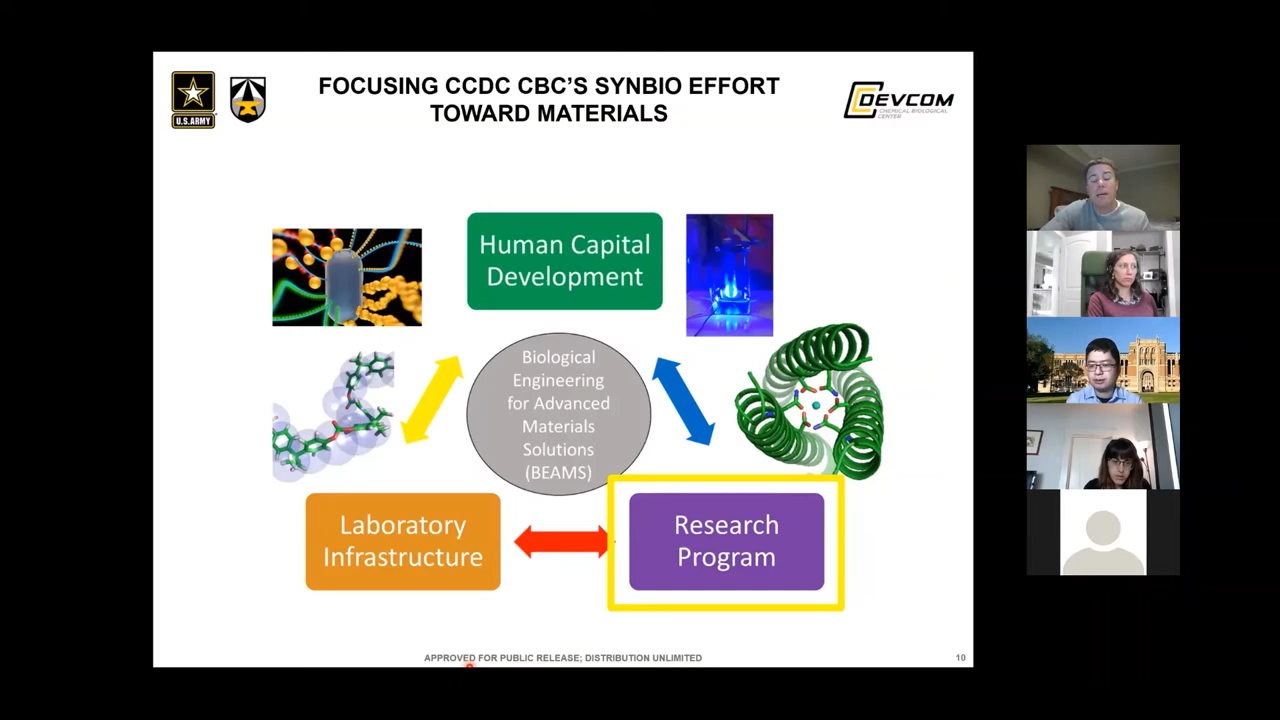 FOCUSING CCDC CBC'S SYNBIO EFFORT
TOWARD MATERIALS
U.S.ARMY
DEVCOM
CHEMICAL BIOLOGICAL
CENTER
Human Capital
Development
Biological
Engineering
for Advanced
Materials
Solutions
(BEAMS)
Laboratory
Infrastructure
Research
Program
APPROVED FOR PUBLIC RELEASE; DISTRIBUTION UNLIMITED
10